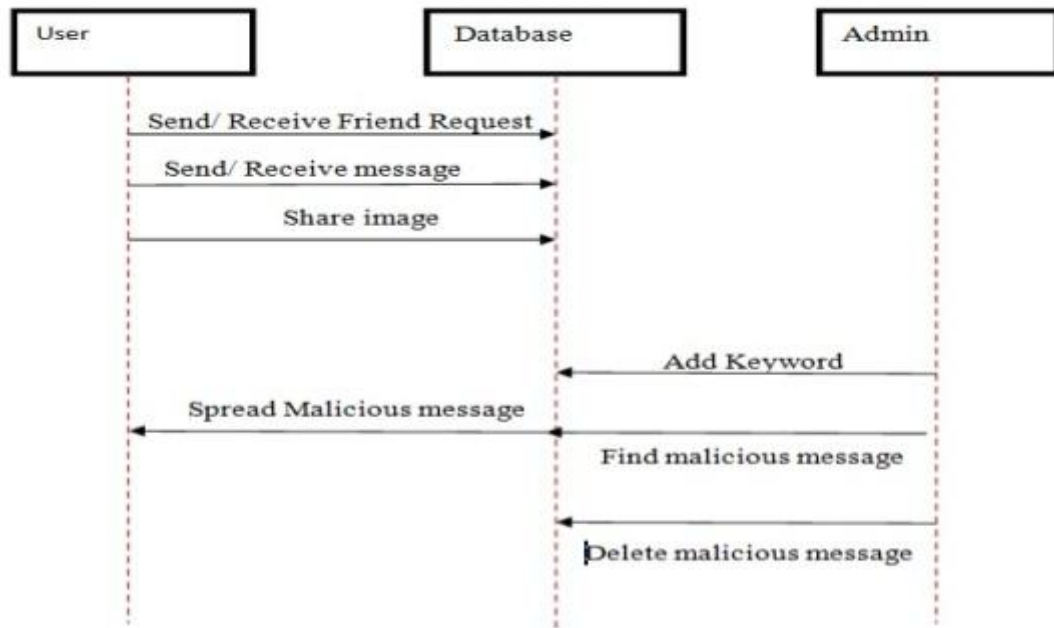 User
Database
Admin
Send/ Receive Friend Request
Send/ Receive message
Share image
Add Keyword
Spread Malicious message
Find malicious message
Delete malicious message